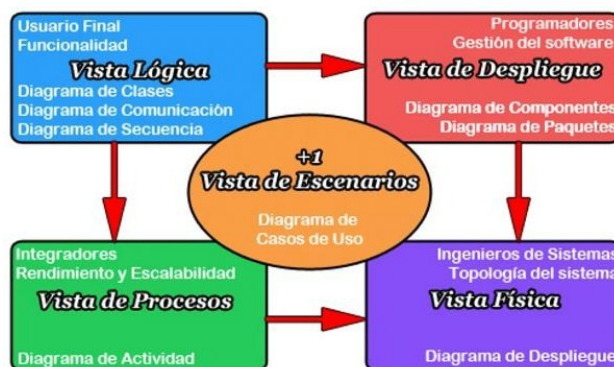 Usuario Final
Funcionalidad
Vista Lógica
Diagrama de Clases
Diagrama de Comunicación
Diagrama de Secuencia
Programadores
Gestión del software
Vista de Despliegue
Diagrama de Componentes
Diagrama de Paquetes
+1
Vista de Escenarios
Diagrama de
Casos de Uso
Integradores
Rendimiento y Escalabilidad
Vista de Procesos
Diagrama de Actividad
Ingenieros de Sistemas
Topología del sistema
Vista Física
Diagrama de Despliegue